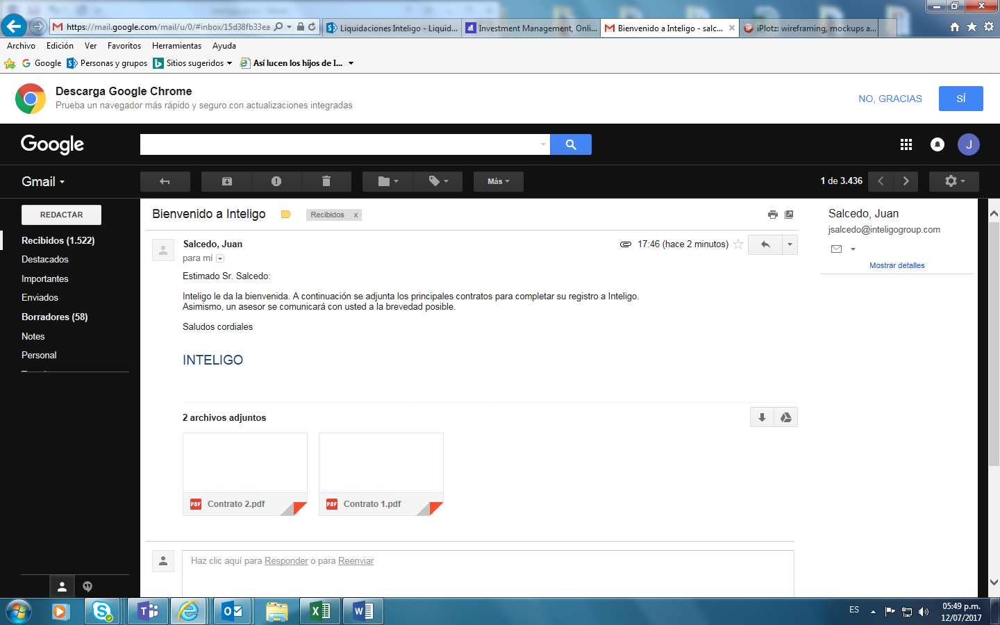 https://mail.google.com/mail/u/0/#inbox/15d38fb33ea
Liquidaciones Inteligo - Liquid...
Investment Management, Onli...
Bienvenido a Inteligo - salc...
iPlotz: wireframing, mockups a...
Archivo Edición Ver Favoritos Herramientas Ayuda
Google Personas y grupos Sitios sugeridos Así lucen los hijos de I...
Descarga Google Chrome
Prueba un navegador más rápido y seguro con actualizaciones integradas
NO, GRACIAS SÍ
Google
J
Gmail
Más
1 de 3.436
REDACTAR
Recibidos (1.522)
Destacados
Importantes
Enviados
Borradores (58)
Notes
Personal
Bienvenido a Inteligo
Recibidos x
Salcedo, Juan
17:46 (hace 2 minutos)
para mí
Estimado Sr. Salcedo:
Inteligo le da la bienvenida. A continuación se adjunta los principales contratos para completar su registro a Inteligo.
Asimismo, un asesor se comunicará con usted a la brevedad posible.
Saludos cordiales
INTELIGO
2 archivos adjuntos
PDF Contrato 2.pdf
PDF Contrato 1.pdf
Haz clic aquí para Responder o para Reenviar
Salcedo, Juan
jsalcedo@inteligogroup.com
Mostrar detalles
ES
05:49 p.m.
12/07/2017